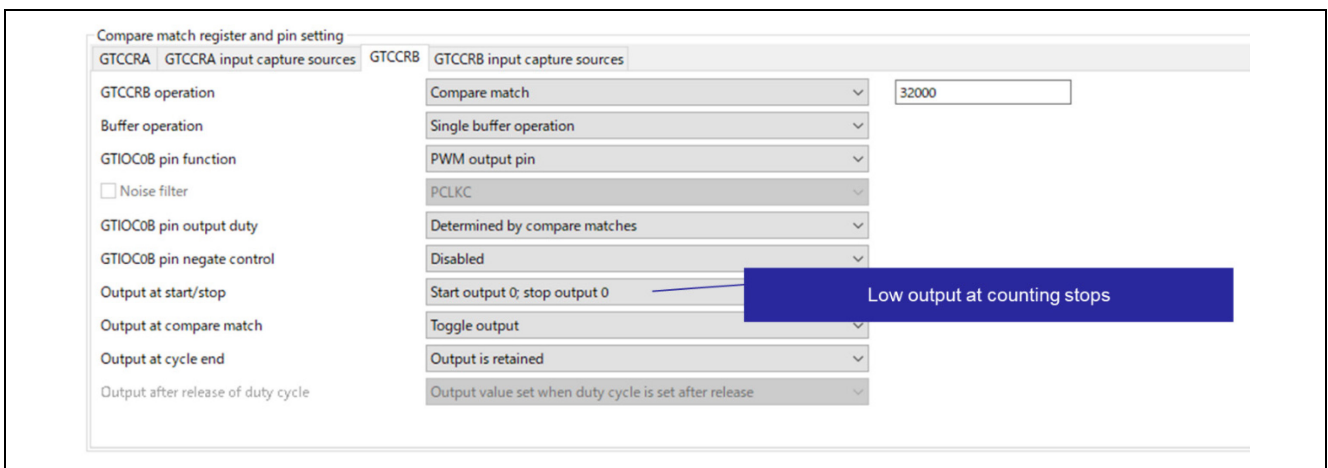 Compare match register and pin setting
GTCCRA GTCCRA input capture sources GTCCRB GTCCRB input capture sources
GTCCRB operation Compare match 32000
Buffer operation Single buffer operation
GTIOC0B pin function PWM output pin
Noise filter PCLKC
GTIOC0B pin output duty Determined by compare matches
GTIOC0B pin negate control Disabled
Output at start/stop Start output 0; stop output 0 Low output at counting stops
Output at compare match Toggle output
Output at cycle end Output is retained
Output after release of duty cycle Output value set when duty cycle is set after release